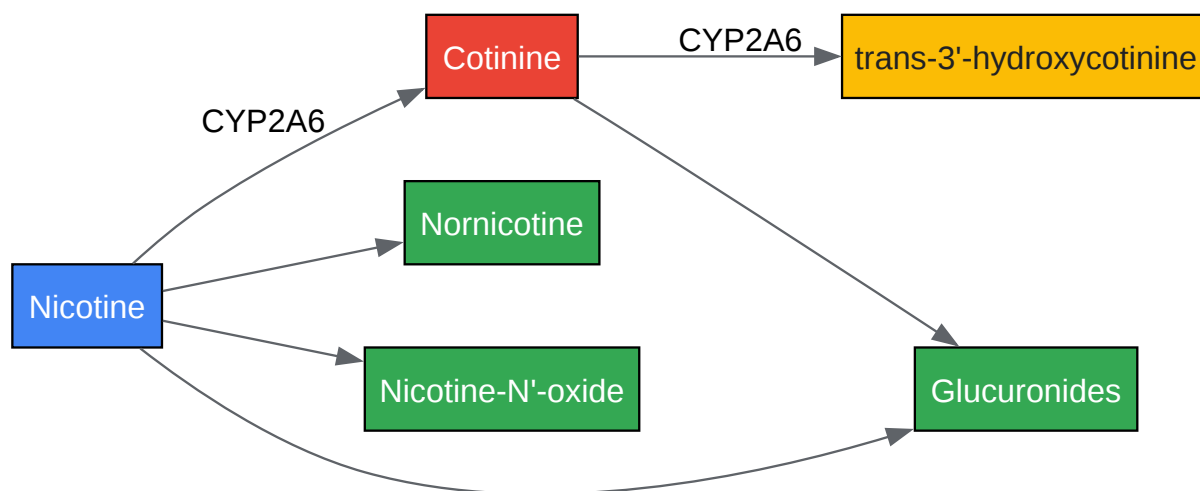 Cotinine
CYP2A6
trans-3'-hydroxycotinine
CYP2A6
Nornicotine
Nicotine
Nicotine-N'-oxide
Glucuronides